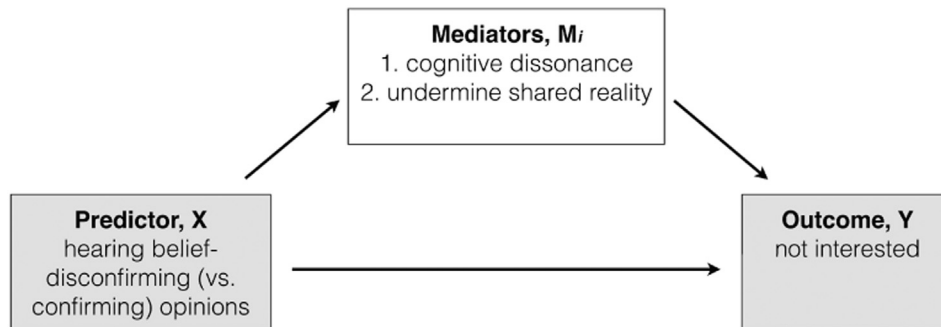 Mediators, Mi
1. cognitive dissonance
2. undermine shared reality
Predictor, X
hearing belief-
disconfirming (vs.
confirming) opinions
Outcome, Y
not interested